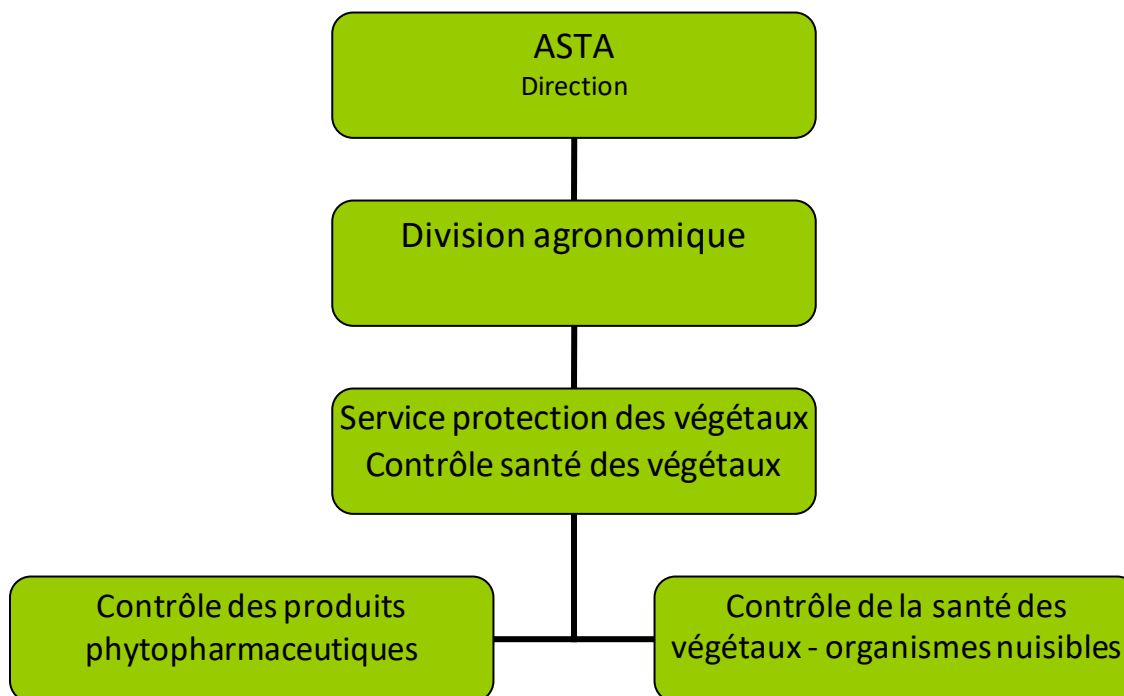 ASTA
Direction
Division agronomique
Service protection des végétaux
Contrôle santé des végétaux
Contrôle des produits
phytopharmaceutiques
Contrôle de la santé des
végétaux - organismes nuisibles